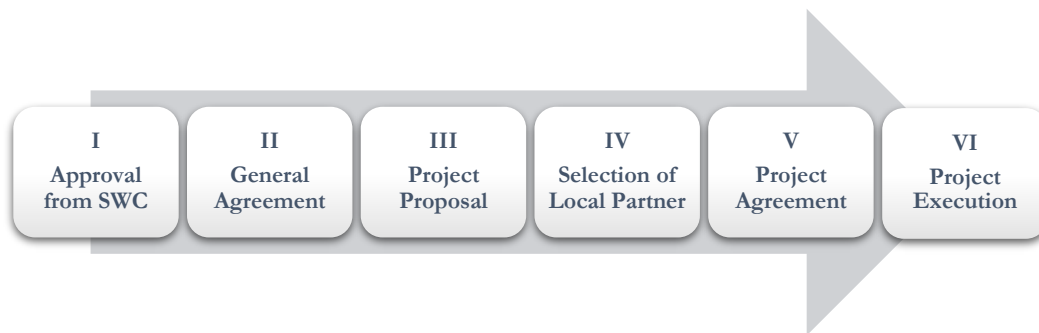 I
Approval
from SWC
II
General
Agreement
III
Project
Proposal
IV
Selection of
Local Partner
V
Project
Agreement
VI
Project
Execution